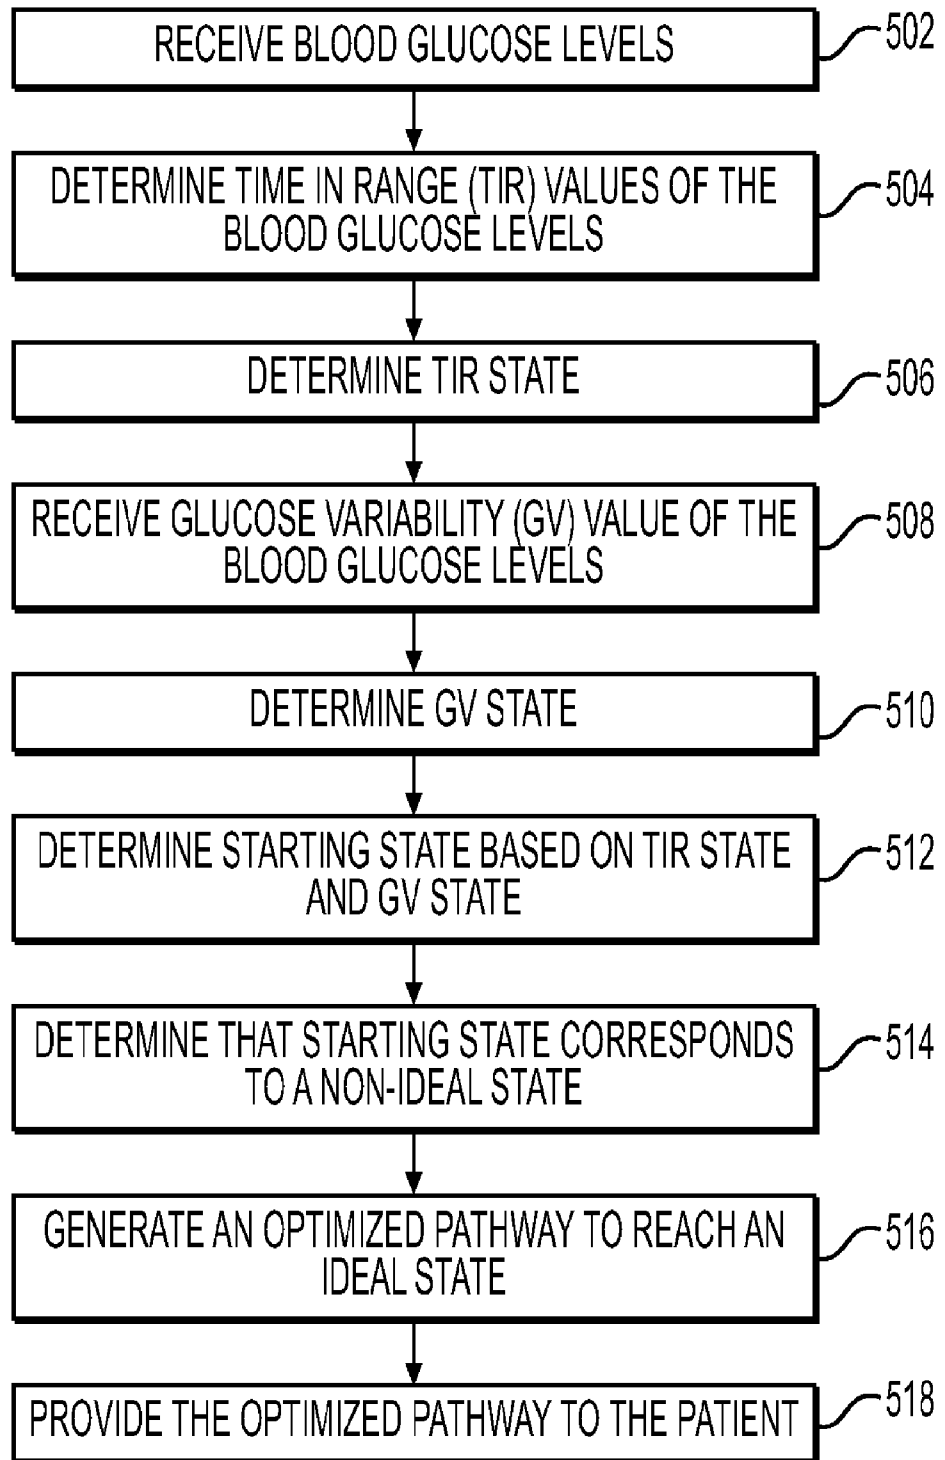 RECEIVE BLOOD GLUCOSE LEVELS
502
DETERMINE TIME IN RANGE (TIR) VALUES OF THE
BLOOD GLUCOSE LEVELS
504
DETERMINE TIR STATE
506
RECEIVE GLUCOSE VARIABILITY (GV) VALUE OF THE
BLOOD GLUCOSE LEVELS
508
DETERMINE GV STATE
510
DETERMINE STARTING STATE BASED ON TIR STATE
AND GV STATE
512
DETERMINE THAT STARTING STATE CORRESPONDS
TO A NON-IDEAL STATE
514
GENERATE AN OPTIMIZED PATHWAY TO REACH AN
IDEAL STATE
516
PROVIDE THE OPTIMIZED PATHWAY TO THE PATIENT
518